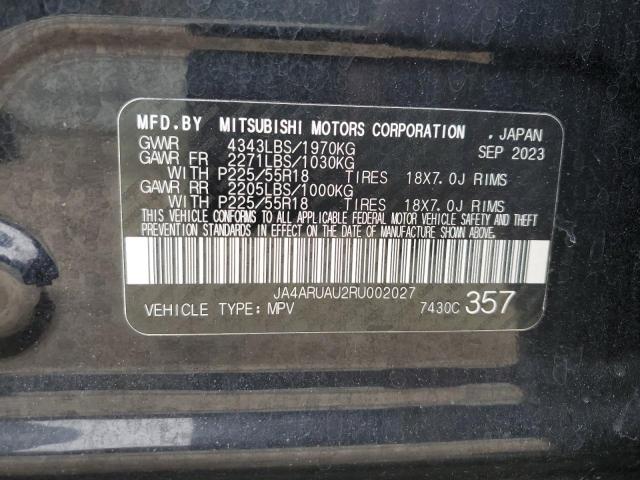 MFD.BY MITSUBISHI MOTORS CORPORATION . JAPAN
GVWR 4343LBS/1970KG SEP 2023
GAWR FR 2271LBS/1030KG
WITH P225/55R18 TIRES 18X7.0J RIMS
GAWR RR 2205LBS/1000KG
WITH P225/55R18 TIRES 18X7.0J RIMS
THIS VEHICLE CONFORMS TO ALL APPLICABLE FEDERAL MOTOR VEHICLE SAFETY AND THEFT
PREVENTION STANDARDS IN EFFECT ON THE DATE OF MANUFACTURE SHOWN ABOVE.
JA4ARUAU2RU002027
VEHICLE TYPE: MPV 7430C 357